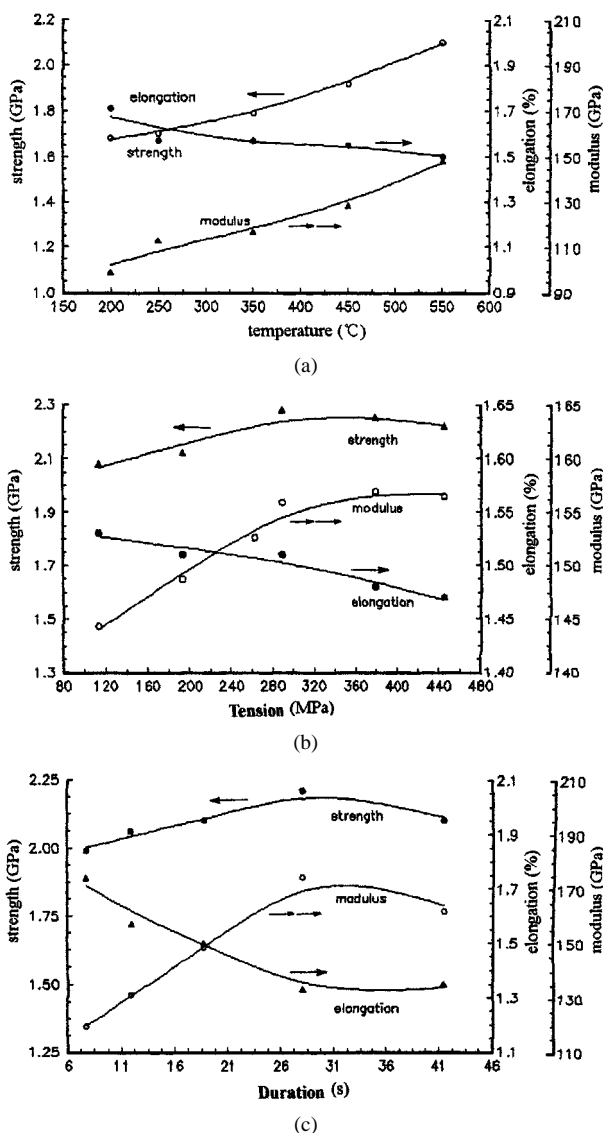 2.2
2.0
1.8
1.6
1.4
1.2
1.0
strength (GPa)
elongation
strength
modulus
2.1
1.9
1.7
1.5
1.3
1.1
0.9
elongation (%)
210
190
170
150
130
110
90
modulus (GPa)
150 200 250 300 350 400 450 500 550 600
temperature (℃)
(a)
2.3
2.1
1.9
1.7
1.5
1.3
strength (GPa)
strength
modulus
elongation
1.65
1.60
1.55
1.50
1.45
1.40
elongation (%)
165
160
155
150
145
140
modulus (GPa)
80 120 160 200 240 280 320 360 400 440 480
Tension (MPa)
(b)
2.25
2.00
1.75
1.50
1.25
strength (GPa)
strength
madulus
elongation
2.1
1.9
1.7
1.5
1.3
1.1
elongation (%)
210
190
170
150
130
110
modulus (GPa)
6 11 16 21 26 31 36 41 46
Duration (s)
(c)